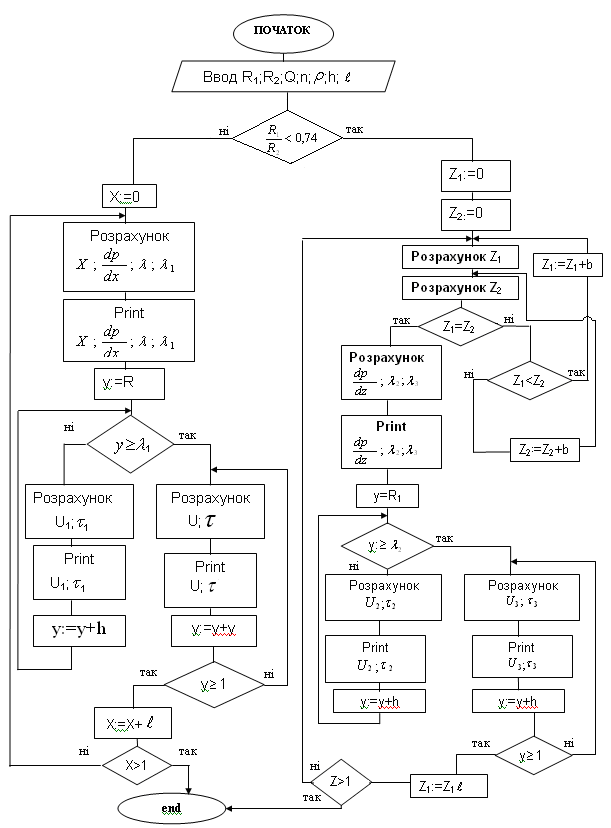 ПОЧАТОК
Ввод R₁;R₂;Q;n;ρ;h; ℓ
ні
R₁/R₂ < 0,74
так
X:=0
Розрахунок
X ; dp/dx ; λ ; λ₁
Print
X ; dp/dx ; λ ; λ₁
y:=R
ні
y ≥ λ₁
так
Розрахунок
U₁; τ₁
Print
U₁; τ₁
y:=y+h
Розрахунок
U; τ
Print
U; τ
y:=y+y
так
y ≥ 1
ні
X:=X+ ℓ
ні
X>1
так
end
Z₁:=0
Z₂:=0
Розрахунок Z₁
Z₁:=Z₁+b
Розрахунок Z₂
так
Z₁=Z₂
ні
ні
Z₁<Z₂
так
Z₂:=Z₂+b
Розрахунок
dp/dz ; λ₂; λ₃
Print
dp/dz ; λ₂; λ₃
y=R₁
y:≥ λ₂
так
ні
Розрахунок
U₂; τ₂
Print
U₂; τ₂
y:=y+h
Розрахунок
U₃; τ₃
Print
U₃; τ₃
y:=y+h
так
y ≥ 1
ні
Z₁:=Z₁ℓ
ні
Z>1
так